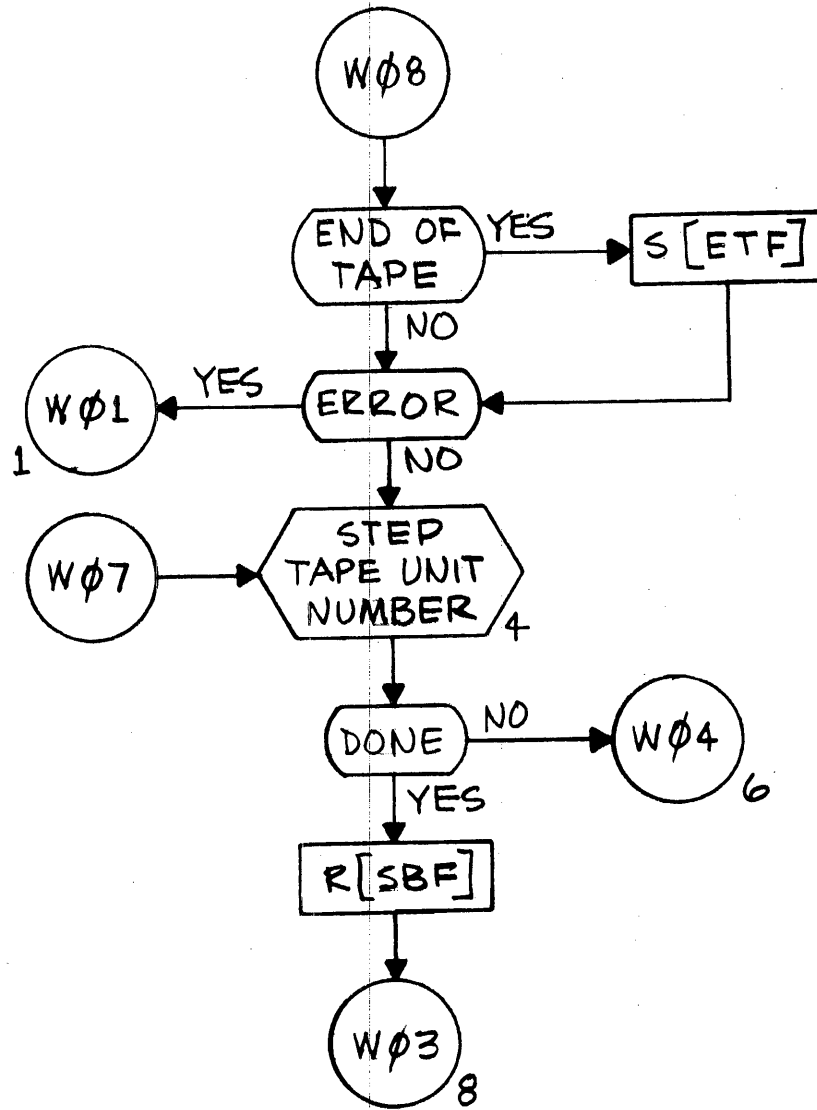 WØ8
END OF
TAPE
YES
S [ETF]
NO
WØ1
1
YES
ERROR
NO
WØ7
STEP
TAPE UNIT
NUMBER
4
DONE
NO
WØ4
6
YES
R[SBF]
WØ3
8